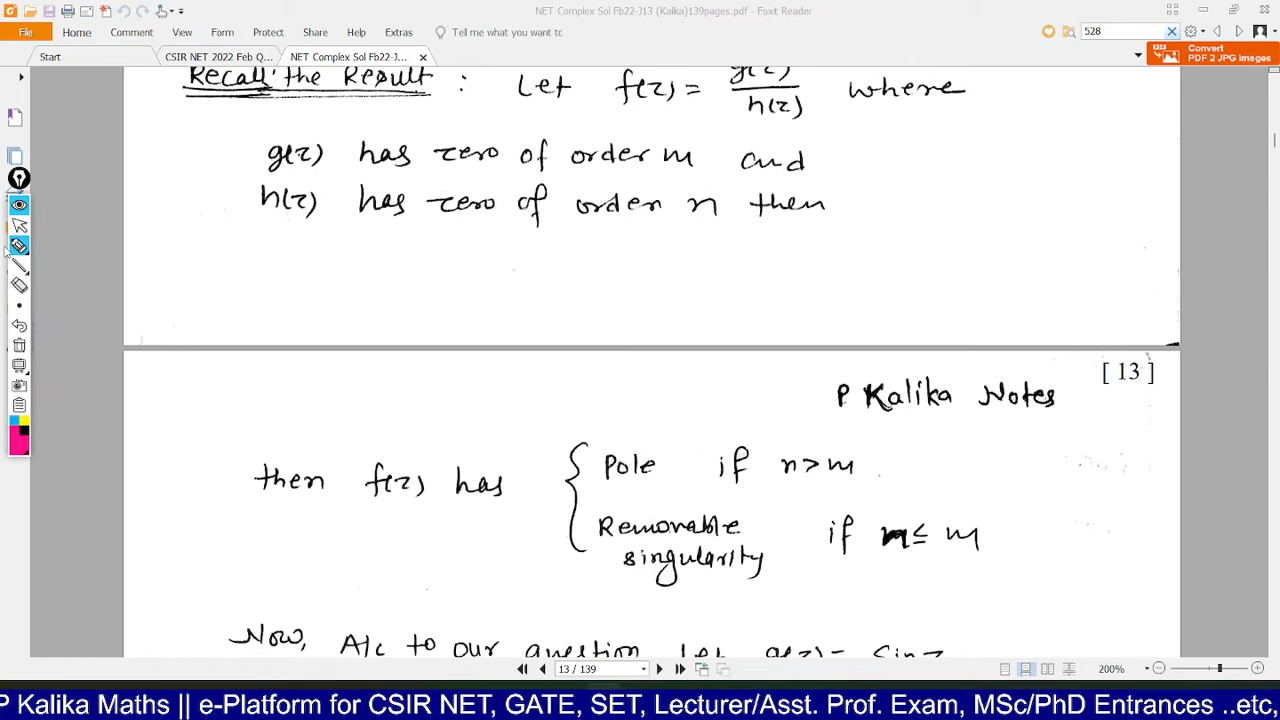 NET Complex Sol Fb22-J13 (Kalika)139pages.pdf - Foxit Reader
File Home Comment View Form Protect Share Help Extras Tell me what you want to
528
Convert
PDF 2 JPG Images
Start CSIR NET 2022 Feb Q... NET Complex Sol Fb22-J...
Recall the Result : Let f(z) = g(z)/h(z) where
g(z) has zero of order m and
h(z) has zero of order n then
[ 13 ]
P Kalika Notes
then f(z) has
Pole if n>m
Removable if n ≤ m
singularity
Now, A/c to our question Let g(z) = sinz
13 / 139
200%
P Kalika Maths || e-Platform for CSIR NET, GATE, SET, Lecturer/Asst. Prof. Exam, MSc/PhD Entrances ..etc,